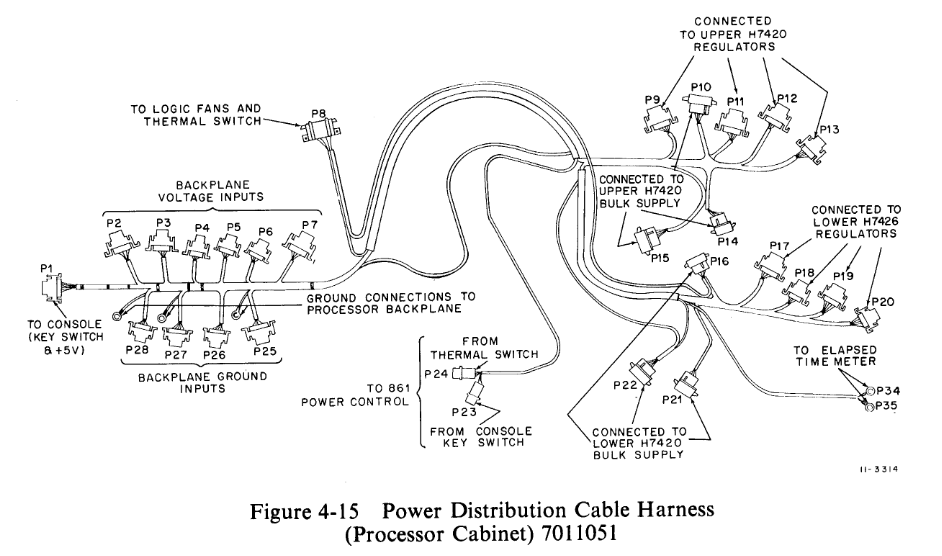 CONNECTED
TO UPPER H7420
REGULATORS
P9
P10
P11
P12
P13
TO LOGIC FANS AND
THERMAL SWITCH
P8
BACKPLANE
VOLTAGE INPUTS
P2
P3
P4
P5
P6
P7
CONNECTED TO
UPPER H7420
BULK SUPPLY
P15
P14
CONNECTED TO
LOWER H7426
REGULATORS
P16
P17
P18
P19
P20
P1
TO CONSOLE
(KEY SWITCH
& +5V)
GROUND CONNECTIONS TO
PROCESSOR BACKPLANE
P28
P27
P26
P25
BACKPLANE GROUND
INPUTS
FROM
THERMAL SWITCH
P24
TO 861
POWER CONTROL
P23
FROM CONSOLE
KEY SWITCH
P22
P21
CONNECTED TO
LOWER H7420
BULK SUPPLY
TO ELAPSED
TIME METER
P34
P35
11-3314
Figure 4-15 Power Distribution Cable Harness
(Processor Cabinet) 7011051